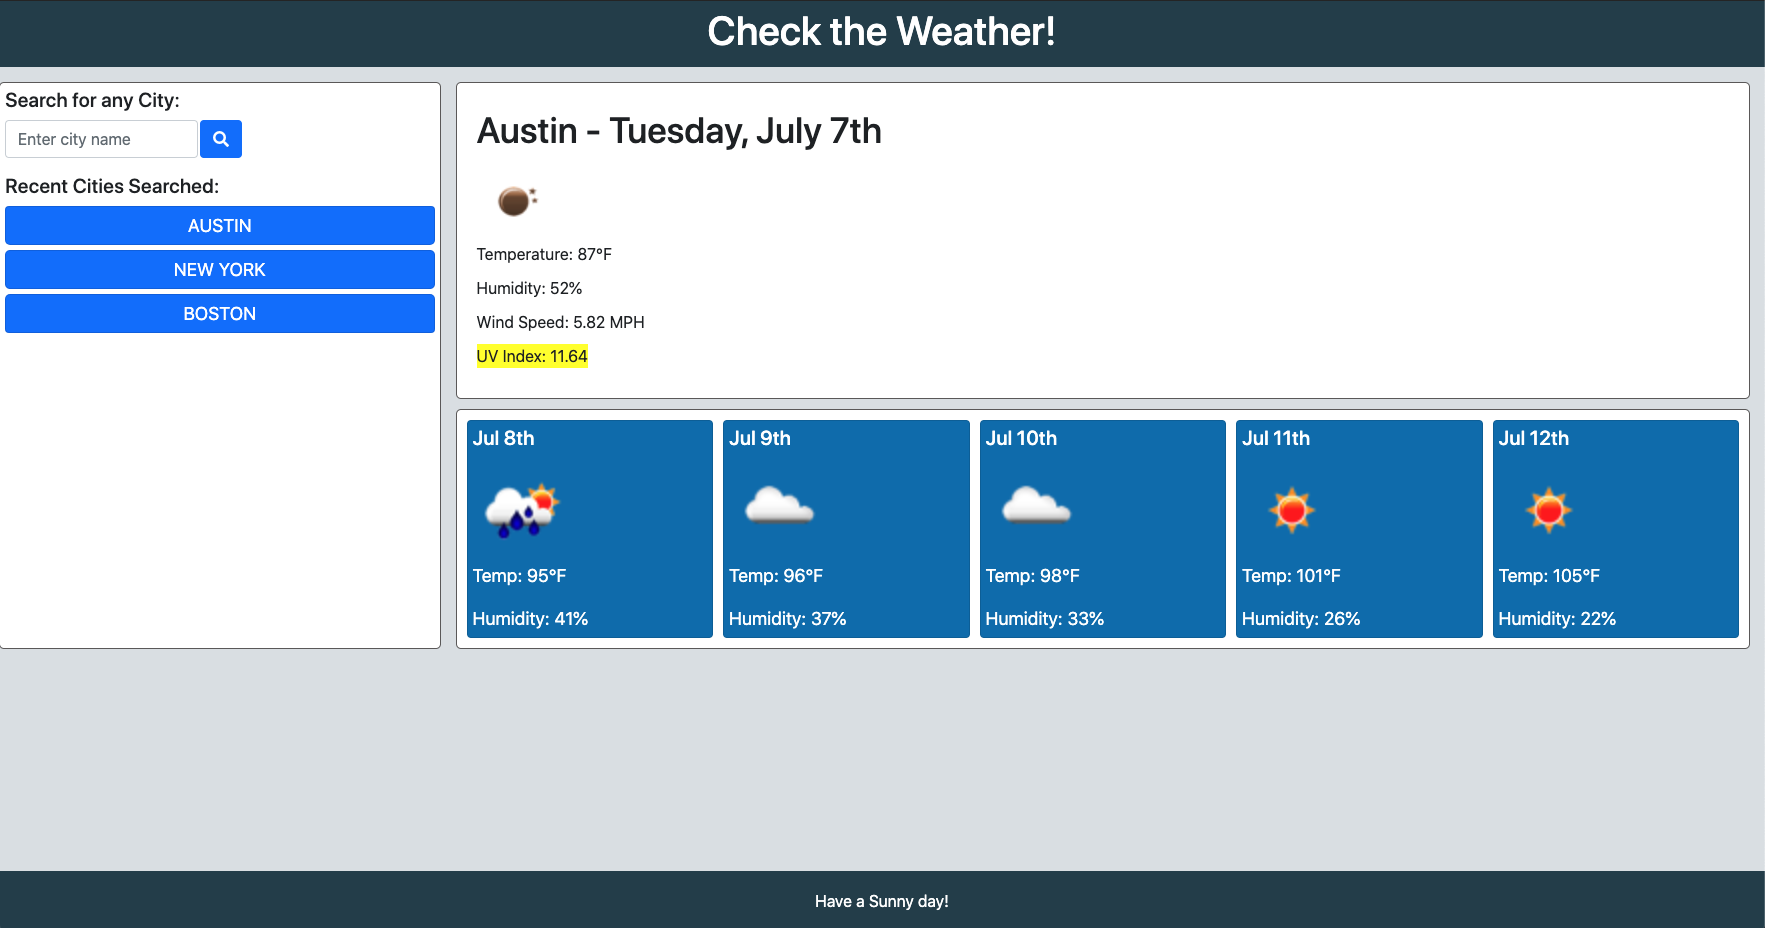 Check the Weather!
Search for any City:
Enter city name
Recent Cities Searched:
AUSTIN
NEW YORK
BOSTON
Austin - Tuesday, July 7th
Temperature: 87°F
Humidity: 52%
Wind Speed: 5.82 MPH
UV Index: 11.64
Jul 8th
Temp: 95°F
Humidity: 41%
Jul 9th
Temp: 96°F
Humidity: 37%
Jul 10th
Temp: 98°F
Humidity: 33%
Jul 11th
Temp: 101°F
Humidity: 26%
Jul 12th
Temp: 105°F
Humidity: 22%
Have a Sunny day!